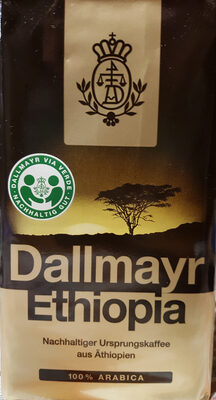 DALLMAYR VIA VERDE
NACHHALTIG GUT.
Dallmayr
Ethiopia
Nachhaltiger Ursprungskaffee
aus Äthiopien
100% ARABICA